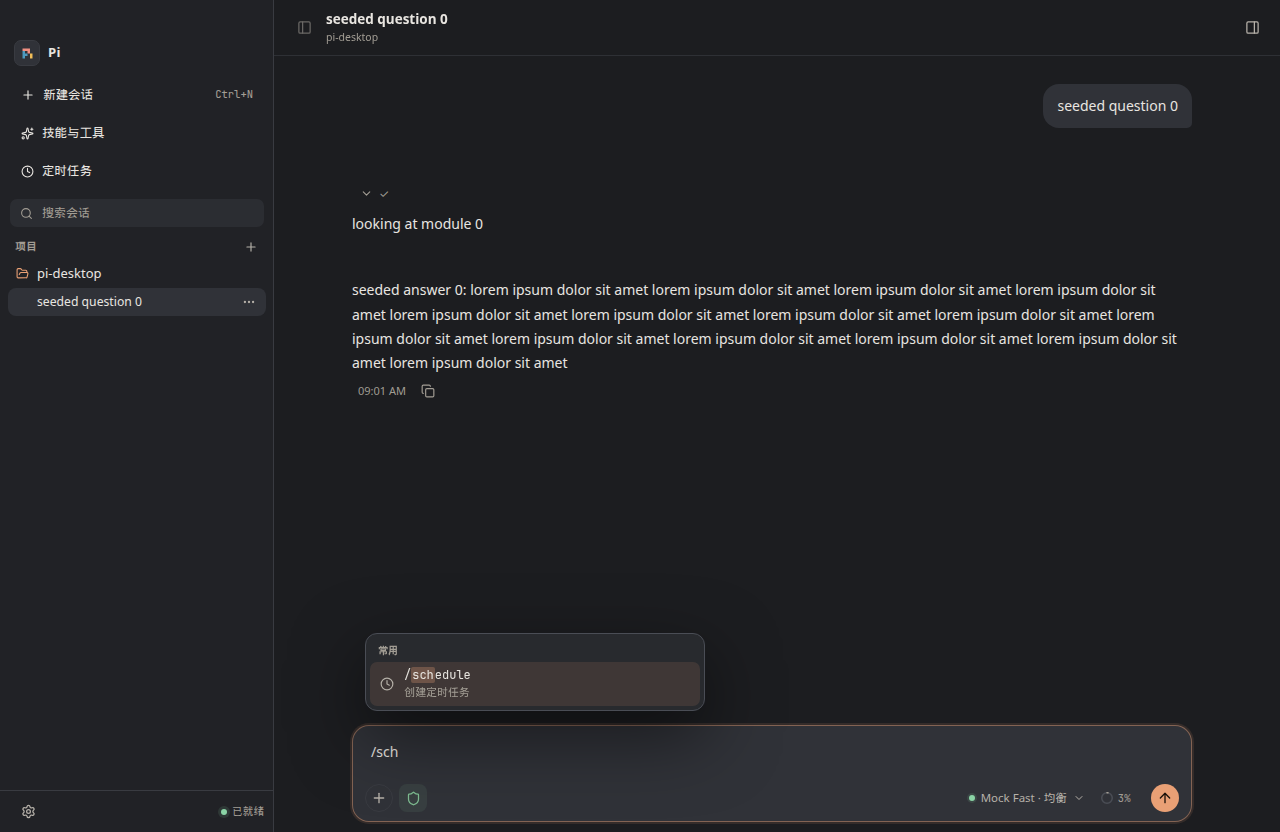 Pi
新建会话 Ctrl+N
技能与工具
定时任务
搜索会话
项目
pi-desktop
seeded question 0
已就绪
seeded question 0
pi-desktop
seeded question 0
looking at module 0
seeded answer 0: lorem ipsum dolor sit amet lorem ipsum dolor sit amet lorem ipsum dolor sit amet lorem ipsum dolor sit
amet lorem ipsum dolor sit amet lorem ipsum dolor sit amet lorem ipsum dolor sit amet lorem ipsum dolor sit amet lorem
ipsum dolor sit amet lorem ipsum dolor sit amet lorem ipsum dolor sit amet lorem ipsum dolor sit amet lorem ipsum dolor sit
amet lorem ipsum dolor sit amet
09:01 AM
常用
/schedule
创建定时任务
/sch
Mock Fast · 均衡 3%